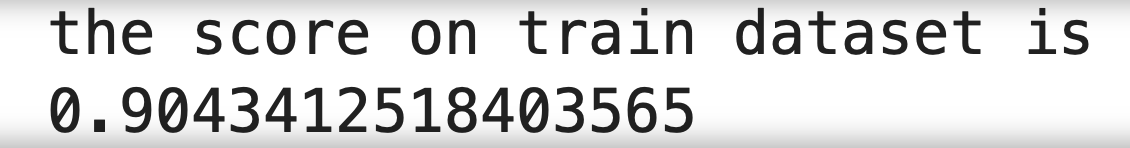 the score on train dataset is
0.9043412518403565